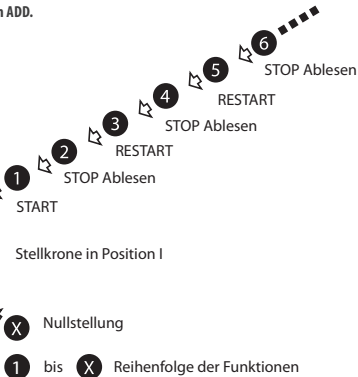 n ADD.
6
STOP Ablesen
5
RESTART
4
STOP Ablesen
3
RESTART
2
STOP Ablesen
1
START
Stellkrone in Position I
X Nullstellung
1 bis X Reihenfolge der Funktionen